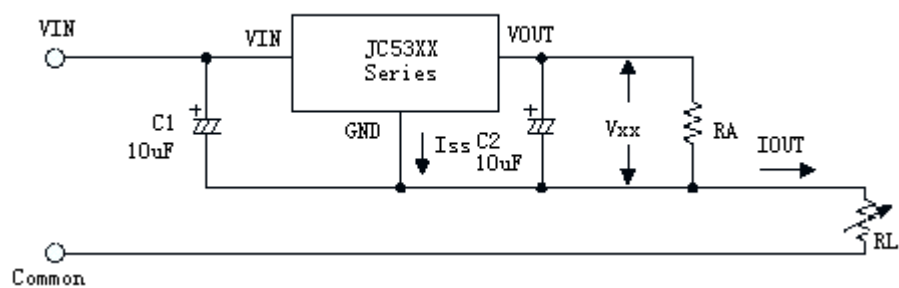 VIN
VIN
JC53XX
Series
VOUT
C1
10uF
GND
Iss
C2
10uF
Vxx
RA
IOUT
RL
Common